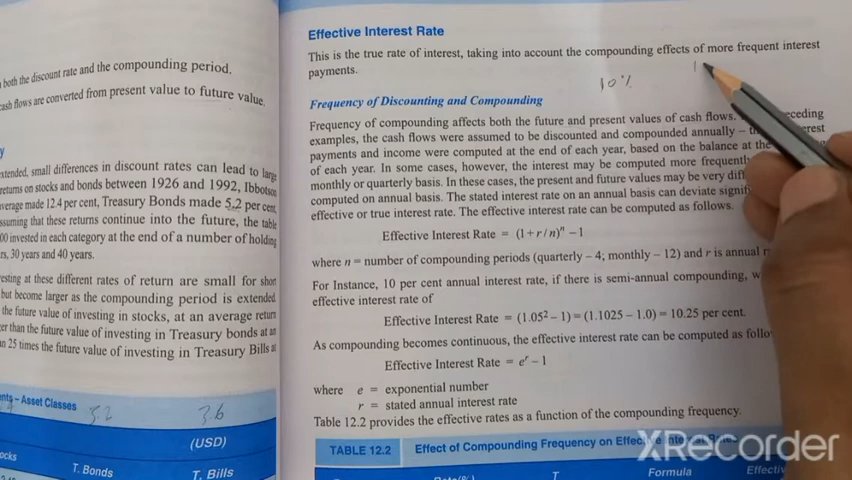 both the discount rate and the compounding period.
cash flows are converted from present value to future value.
y
extended, small differences in discount rates can lead to large
returns on stocks and bonds between 1926 and 1992, Ibbotson
average made 12.4 per cent, Treasury Bonds made 5.2 per cent,
assuming that these returns continue into the future, the table
00 invested in each category at the end of a number of holding
rs, 30 years and 40 years.
esting at these different rates of return are small for short
but become larger as the compounding period is extended.
the future value of investing in stocks, at an average return
er than the future value of investing in Treasury bonds at an
n 25 times the future value of investing in Treasury Bills at
ents – Asset Classes
5.2 3.6
(USD)
ocks T. Bonds T. Bills
Effective Interest Rate
This is the true rate of interest, taking into account the compounding effects of more frequent interest
payments.
10%
Frequency of Discounting and Compounding
Frequency of compounding affects both the future and present values of cash flows. eceding
examples, the cash flows were assumed to be discounted and compounded annually – erest
payments and income were computed at the end of each year, based on the balance at the
of each year. In some cases, however, the interest may be computed more frequently
monthly or quarterly basis. In these cases, the present and future values may be very diff
computed on annual basis. The stated interest rate on an annual basis can deviate signif
effective or true interest rate. The effective interest rate can be computed as follows.
Effective Interest Rate = (1 + r / n)ⁿ – 1
where n = number of compounding periods (quarterly – 4; monthly – 12) and r is annual r
For Instance, 10 per cent annual interest rate, if there is semi-annual compounding, w
effective interest rate of
Effective Interest Rate = (1.05² – 1) = (1.1025 – 1.0) = 10.25 per cent.
As compounding becomes continuous, the effective interest rate can be computed as follo
Effective Interest Rate = eʳ – 1
where e = exponential number
r = stated annual interest rate
Table 12.2 provides the effective rates as a function of the compounding frequency.
TABLE 12.2 Effect of Compounding Frequency on Effective Interest Rates
Rate(%) T Formula Effectiv
XRecorder